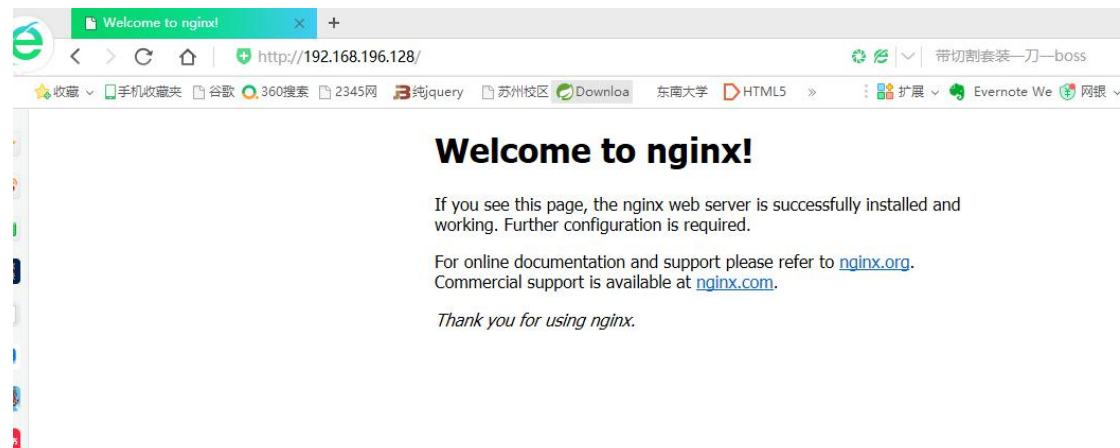 Welcome to nginx!
http://192.168.196.128/
带切割套装一刀一boss
收藏 手机收藏夹 谷歌 360搜索 2345网 纯jquery 苏州校区 Downloa 东南大学 HTML5 » 扩展 Evernote We 网银
Welcome to nginx!
If you see this page, the nginx web server is successfully installed and
working. Further configuration is required.
For online documentation and support please refer to nginx.org.
Commercial support is available at nginx.com.
Thank you for using nginx.